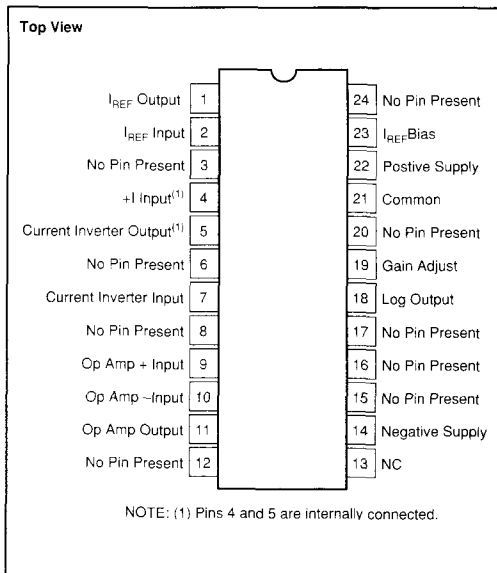 Top View
I_REF Output 1
I_REF Input 2
No Pin Present 3
+I Input(1) 4
Current Inverter Output(1) 5
No Pin Present 6
Current Inverter Input 7
No Pin Present 8
Op Amp + Input 9
Op Amp –Input 10
Op Amp Output 11
No Pin Present 12
24 No Pin Present
23 I_REF Bias
22 Postive Supply
21 Common
20 No Pin Present
19 Gain Adjust
18 Log Output
17 No Pin Present
16 No Pin Present
15 No Pin Present
14 Negative Supply
13 NC
NOTE: (1) Pins 4 and 5 are internally connected.